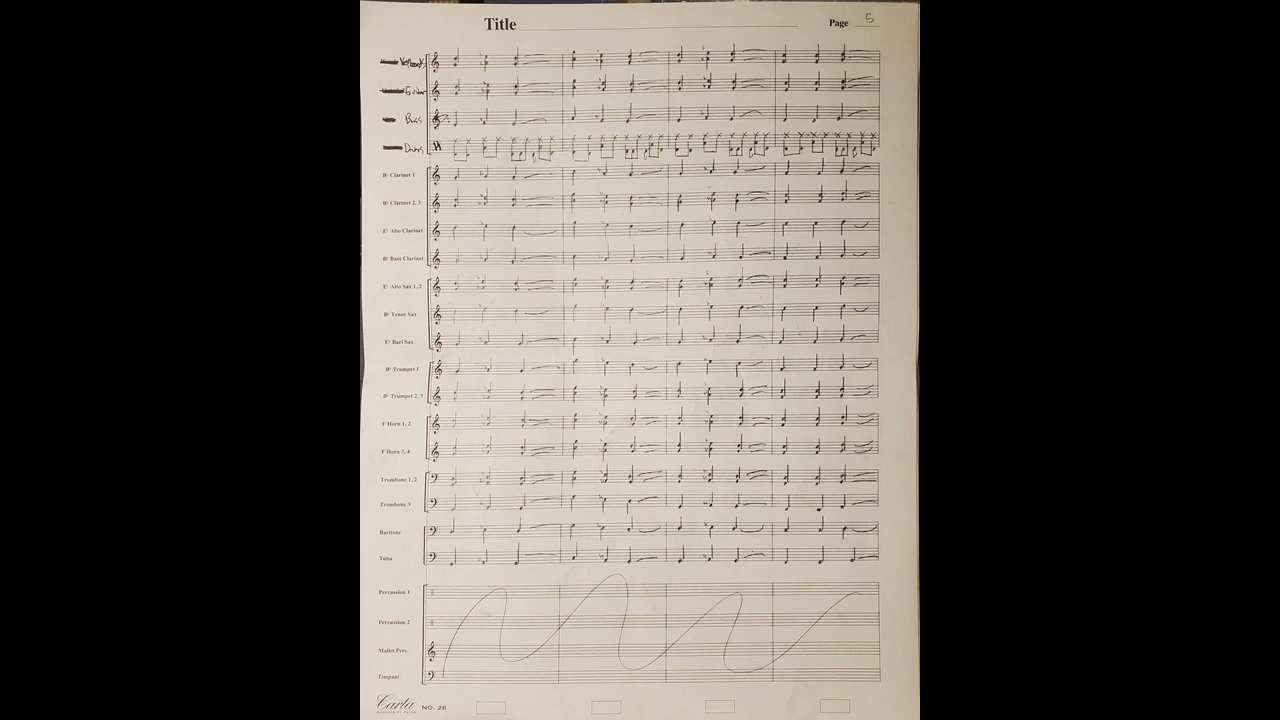 Title
Page 5
Guitar
Bass
Drums
B♭ Clarinet 1
B♭ Clarinet 2, 3
E♭ Alto Clarinet
B♭ Bass Clarinet
E♭ Alto Sax 1, 2
B♭ Tenor Sax
E♭ Bari Sax
B♭ Trumpet 1
B♭ Trumpet 2, 3
F Horn 1, 2
F Horn 3, 4
Trombone 1, 2
Trombone 3
Baritone
Tuba
Percussion 1
Percussion 2
Mallet Perc.
Timpani
Carta
NO. 26